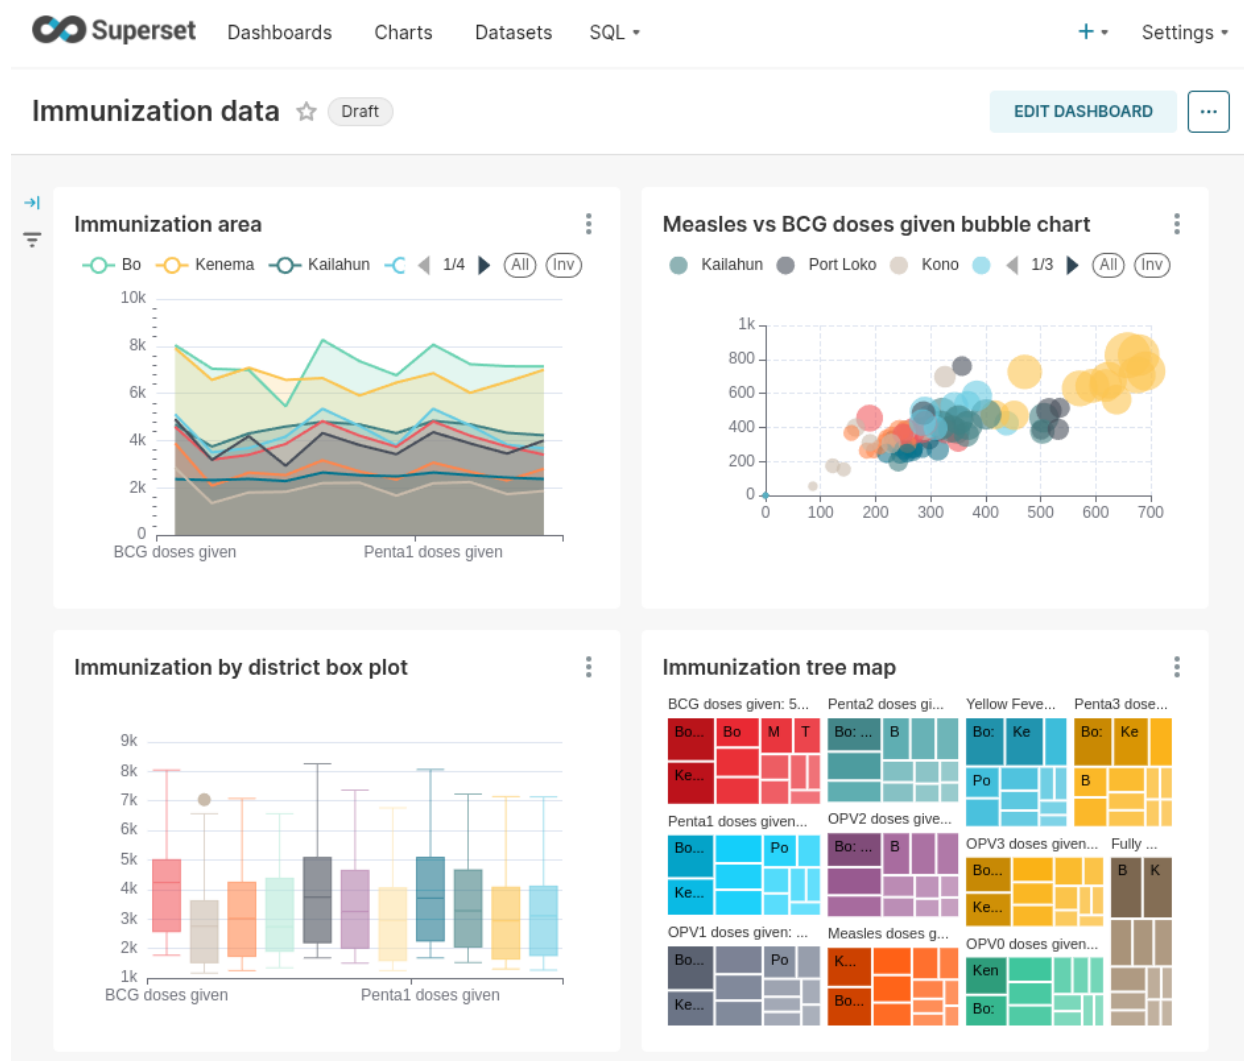 Superset Dashboards Charts Datasets SQL + Settings
Immunization data Draft EDIT DASHBOARD ...
Immunization area
Bo Kenema Kailahun 1/4 All Inv
10k
8k
6k
4k
2k
0
BCG doses given Penta1 doses given
Measles vs BCG doses given bubble chart
Kailahun Port Loko Kono 1/3 All Inv
1k
800
600
400
200
0
0 100 200 300 400 500 600 700
Immunization by district box plot
9k
8k
7k
6k
5k
4k
3k
2k
1k
BCG doses given Penta1 doses given
Immunization tree map
BCG doses given: 5...
Bo... Bo M T
Ke...
Penta2 doses gi...
Bo: ... B
Yellow Feve...
Bo: Ke
Po
Penta3 dose...
Bo: Ke
B
Penta1 doses given...
Bo... Po
Ke...
OPV2 doses give...
Bo: ... B
OPV3 doses given...
Bo...
Ke...
Fully ...
B K
OPV1 doses given: ...
Bo... Po
Ke...
Measles doses g...
K...
Bo...
OPV0 doses given...
Ken
Bo: